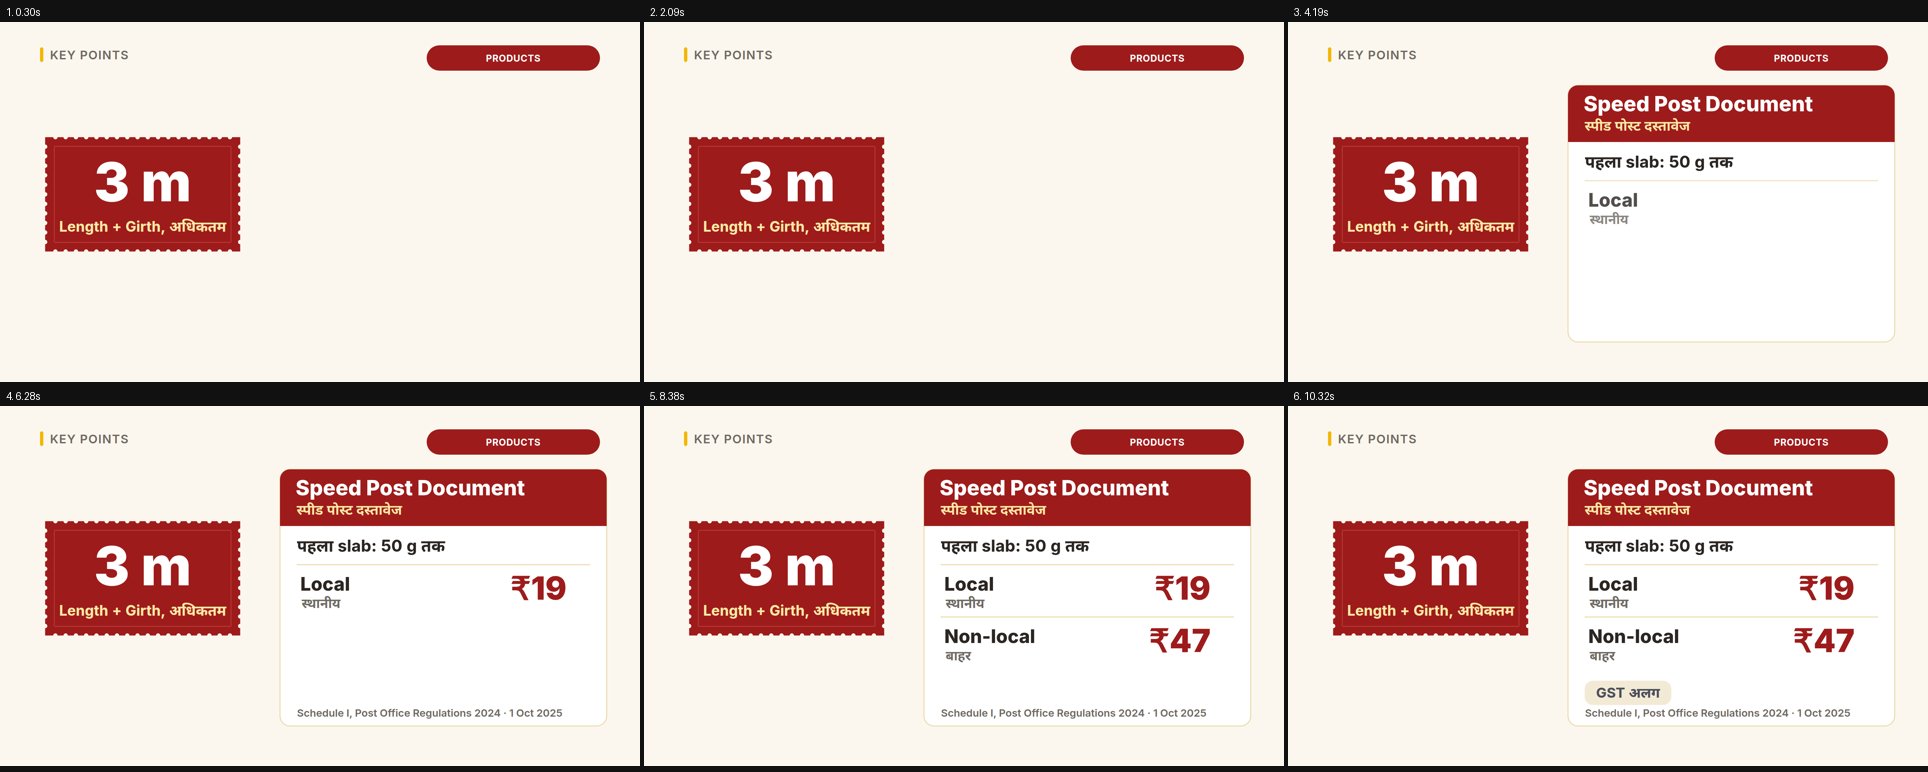 1. 0.30s
KEY POINTS
PRODUCTS
3 m
Length + Girth, अधिकतम
2. 2.09s
KEY POINTS
PRODUCTS
3 m
Length + Girth, अधिकतम
3. 4.19s
KEY POINTS
PRODUCTS
3 m
Length + Girth, अधिकतम
Speed Post Document
स्पीड पोस्ट दस्तावेज
पहला slab: 50 g तक
Local
स्थानीय
4. 6.28s
KEY POINTS
PRODUCTS
3 m
Length + Girth, अधिकतम
Speed Post Document
स्पीड पोस्ट दस्तावेज
पहला slab: 50 g तक
Local ₹19
स्थानीय
Schedule I, Post Office Regulations 2024 · 1 Oct 2025
5. 8.38s
KEY POINTS
PRODUCTS
3 m
Length + Girth, अधिकतम
Speed Post Document
स्पीड पोस्ट दस्तावेज
पहला slab: 50 g तक
Local ₹19
स्थानीय
Non-local ₹47
बाहर
Schedule I, Post Office Regulations 2024 · 1 Oct 2025
6. 10.32s
KEY POINTS
PRODUCTS
3 m
Length + Girth, अधिकतम
Speed Post Document
स्पीड पोस्ट दस्तावेज
पहला slab: 50 g तक
Local ₹19
स्थानीय
Non-local ₹47
बाहर
GST अलग
Schedule I, Post Office Regulations 2024 · 1 Oct 2025